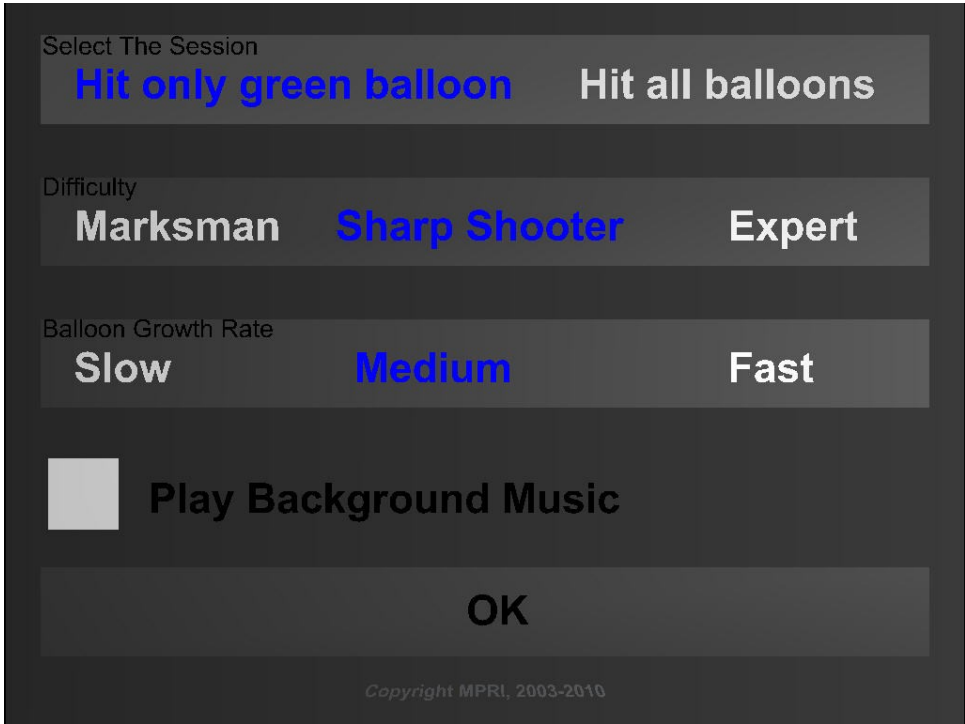 Select The Session
Hit only green balloon Hit all balloons
Difficulty
Marksman Sharp Shooter Expert
Balloon Growth Rate
Slow Medium Fast
Play Background Music
OK
Copyright MPRI, 2003-2010